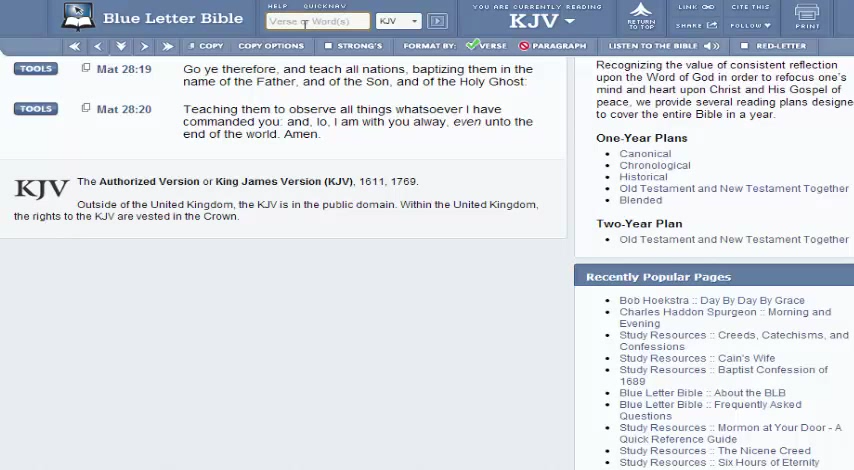 HELP QUICKNAV
Blue Letter Bible
Verse or Word(s)
KJV
YOU ARE CURRENTLY READING
KJV
RETURN TO TOP
LINK
CITE THIS
SHARE
FOLLOW
PRINT
COPY
COPY OPTIONS
STRONG'S
FORMAT BY:
VERSE
PARAGRAPH
LISTEN TO THE BIBLE
RED-LETTER
TOOLS
Mat 28:19
Go ye therefore, and teach all nations, baptizing them in the
name of the Father, and of the Son, and of the Holy Ghost:
TOOLS
Mat 28:20
Teaching them to observe all things whatsoever I have
commanded you: and, lo, I am with you alway, even unto the
end of the world. Amen.
KJV
The Authorized Version or King James Version (KJV), 1611, 1769.
Outside of the United Kingdom, the KJV is in the public domain. Within the United Kingdom,
the rights to the KJV are vested in the Crown.
Recognizing the value of consistent reflection
upon the Word of God in order to refocus one's
mind and heart upon Christ and His Gospel of
peace, we provide several reading plans designe
to cover the entire Bible in a year.
One-Year Plans
Canonical
Chronological
Historical
Old Testament and New Testament Together
Blended
Two-Year Plan
Old Testament and New Testament Together
Recently Popular Pages
Bob Hoekstra :: Day By Day By Grace
Charles Haddon Spurgeon :: Morning and
Evening
Study Resources :: Creeds, Catechisms, and
Confessions
Study Resources :: Cain's Wife
Study Resources :: Baptist Confession of
1689
Blue Letter Bible :: About the BLB
Blue Letter Bible :: Frequently Asked
Questions
Study Resources :: Mormon at Your Door - A
Quick Reference Guide
Study Resources :: The Nicene Creed
Study Resources :: Six Hours of Eternity